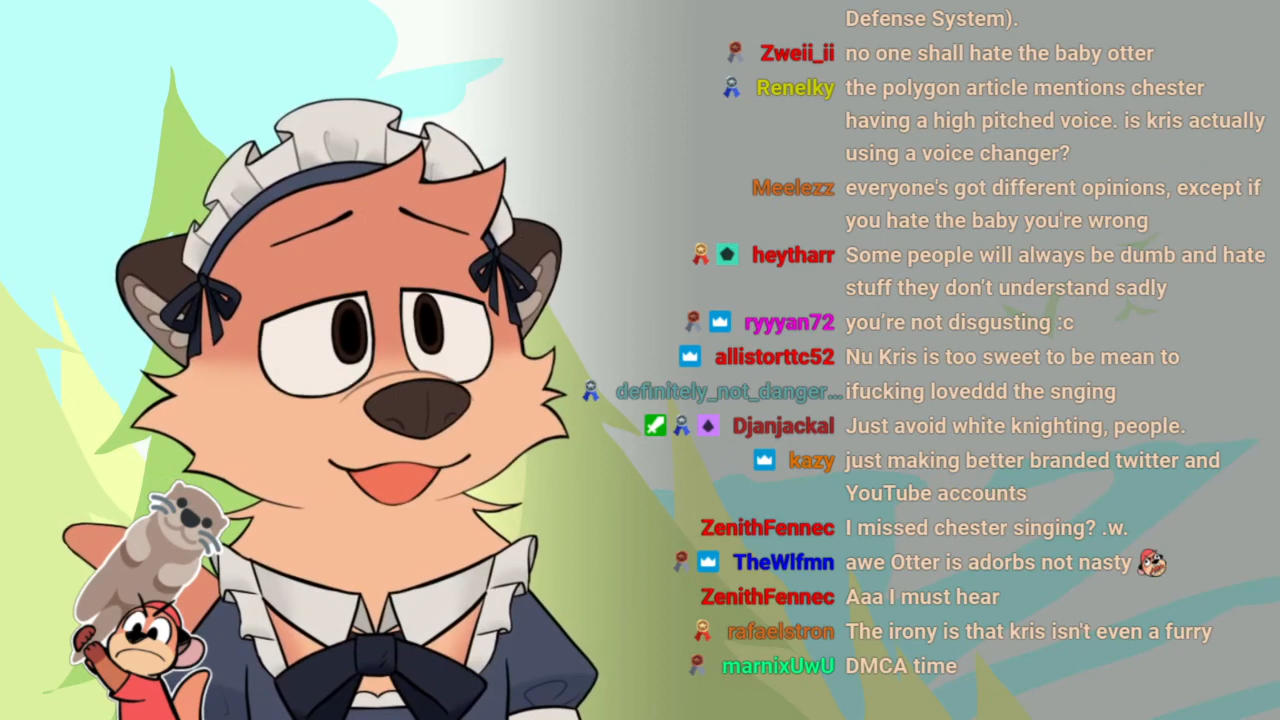 Defense System).
Zweii_ii no one shall hate the baby otter
Renelky the polygon article mentions chester
having a high pitched voice. is kris actually
using a voice changer?
Meelezz everyone's got different opinions, except if
you hate the baby you're wrong
heytharr Some people will always be dumb and hate
stuff they don't understand sadly
ryyyan72 you're not disgusting :c
allistorttc52 Nu Kris is too sweet to be mean to
definitely_not_danger... ifucking loveddd the snging
Djanjackal Just avoid white knighting, people.
kazy just making better branded twitter and
YouTube accounts
ZenithFennec I missed chester singing? .w.
TheWlfmn awe Otter is adorbs not nasty
ZenithFennec Aaa I must hear
rafaelstron The irony is that kris isn't even a furry
marnixUwU DMCA time